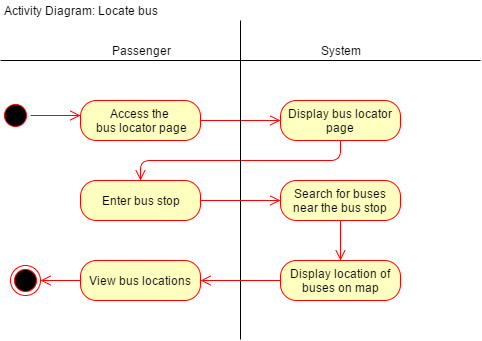 Activity Diagram: Locate bus
Passenger
System
Access the
bus locator page
Display bus locator
page
Enter bus stop
Search for buses
near the bus stop
View bus locations
Display location of
buses on map